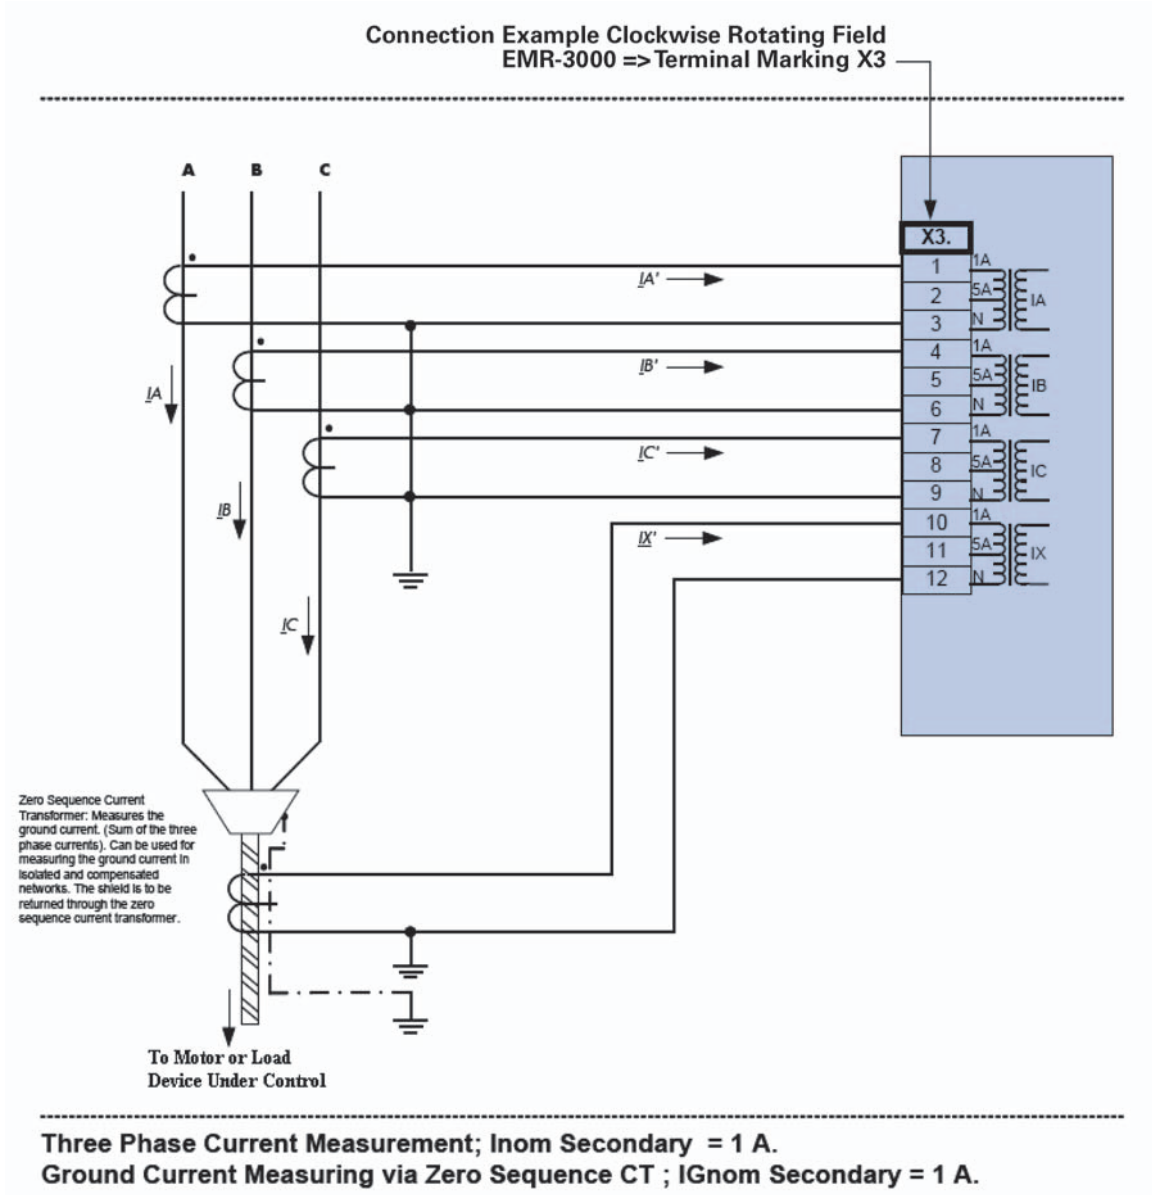 Connection Example Clockwise Rotating Field
EMR-3000 => Terminal Marking X3
A B C
X3.
1 1A
2 5A IA
3 N
4 1A
5 5A IB
6 N
7 1A
8 5A IC
9 N
10 1A
11 5A IX
12 N
IA'
IB'
IC'
IX'
IA
IB
IC
Zero Sequence Current
Transformer: Measures the
ground current. (Sum of the three
phase currents). Can be used for
measuring the ground current in
isolated and compensated
networks. The shield is to be
returned through the zero
sequence current transformer.
To Motor or Load
Device Under Control
Three Phase Current Measurement; Inom Secondary = 1 A.
Ground Current Measuring via Zero Sequence CT ; IGnom Secondary = 1 A.